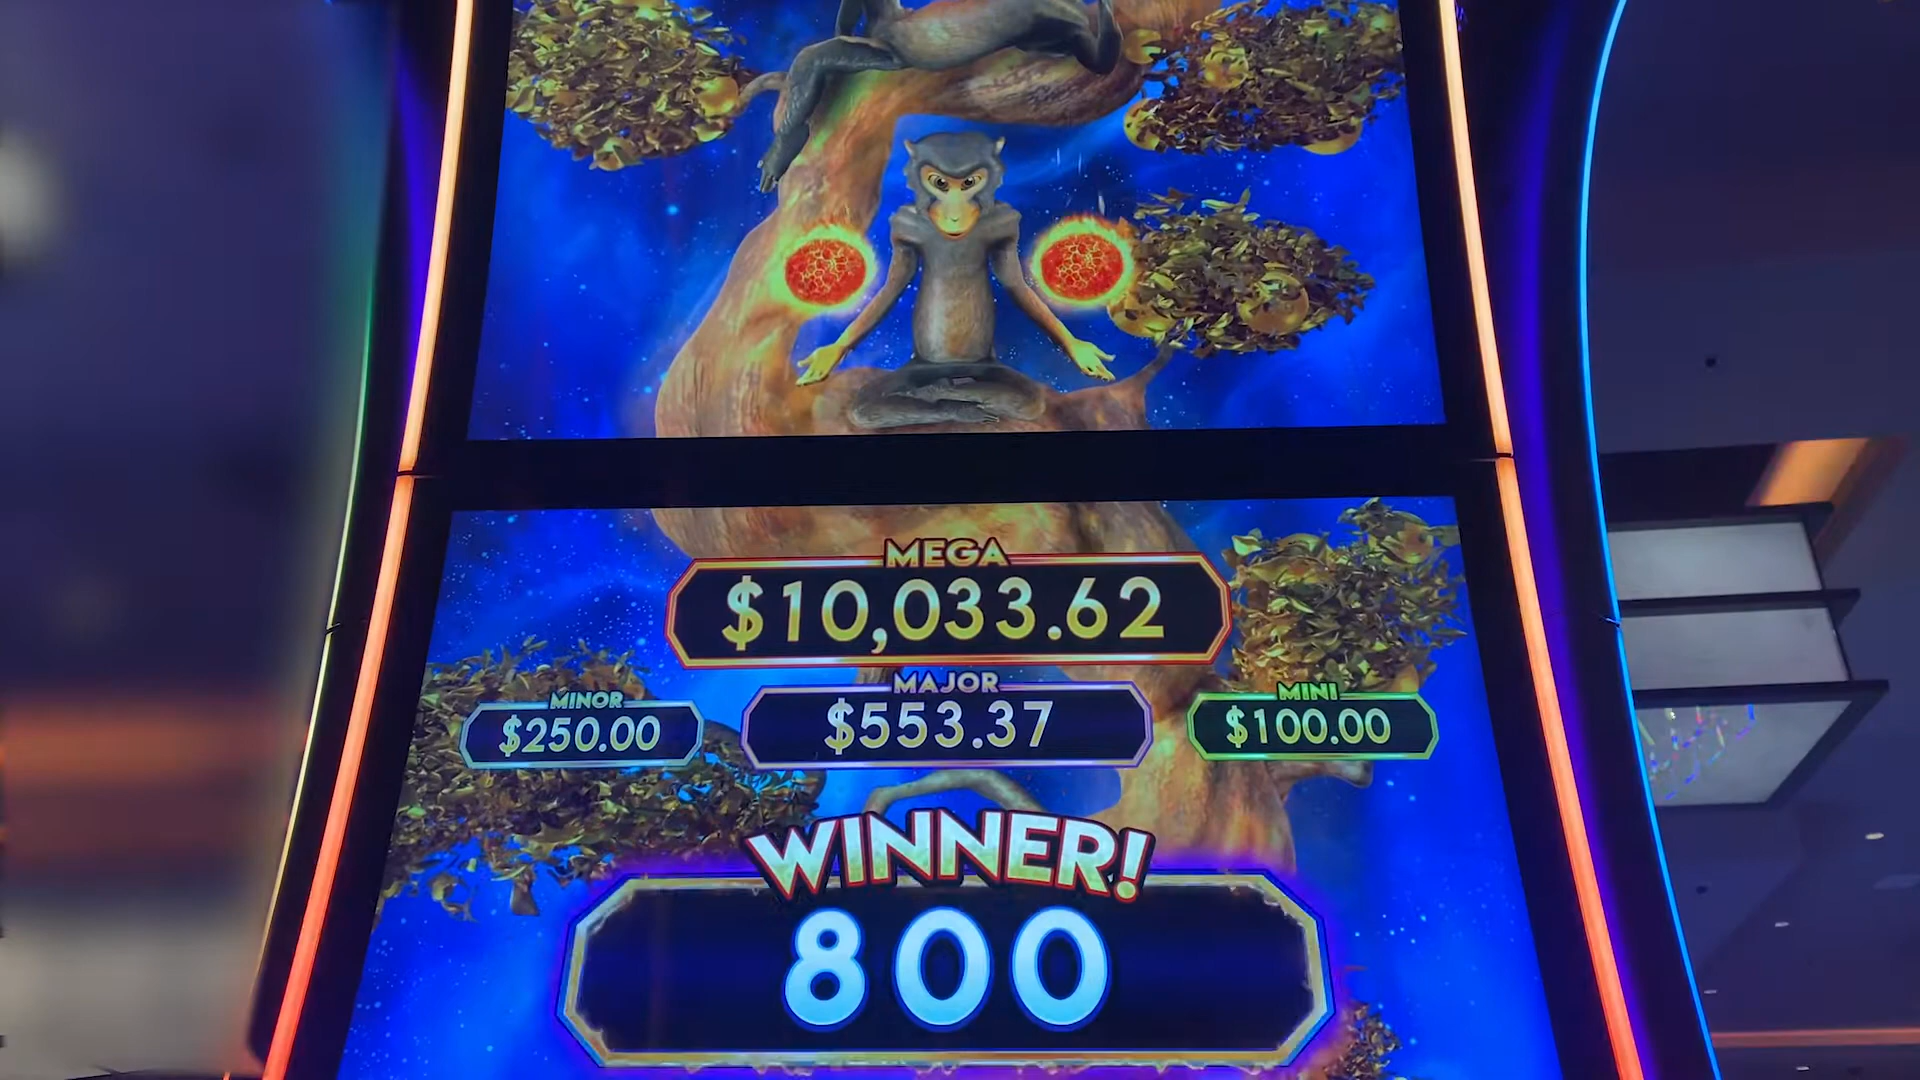 MEGA
$10,033.62
MINOR
$250.00
MAJOR
$553.37
MINI
$100.00
WINNER!
800